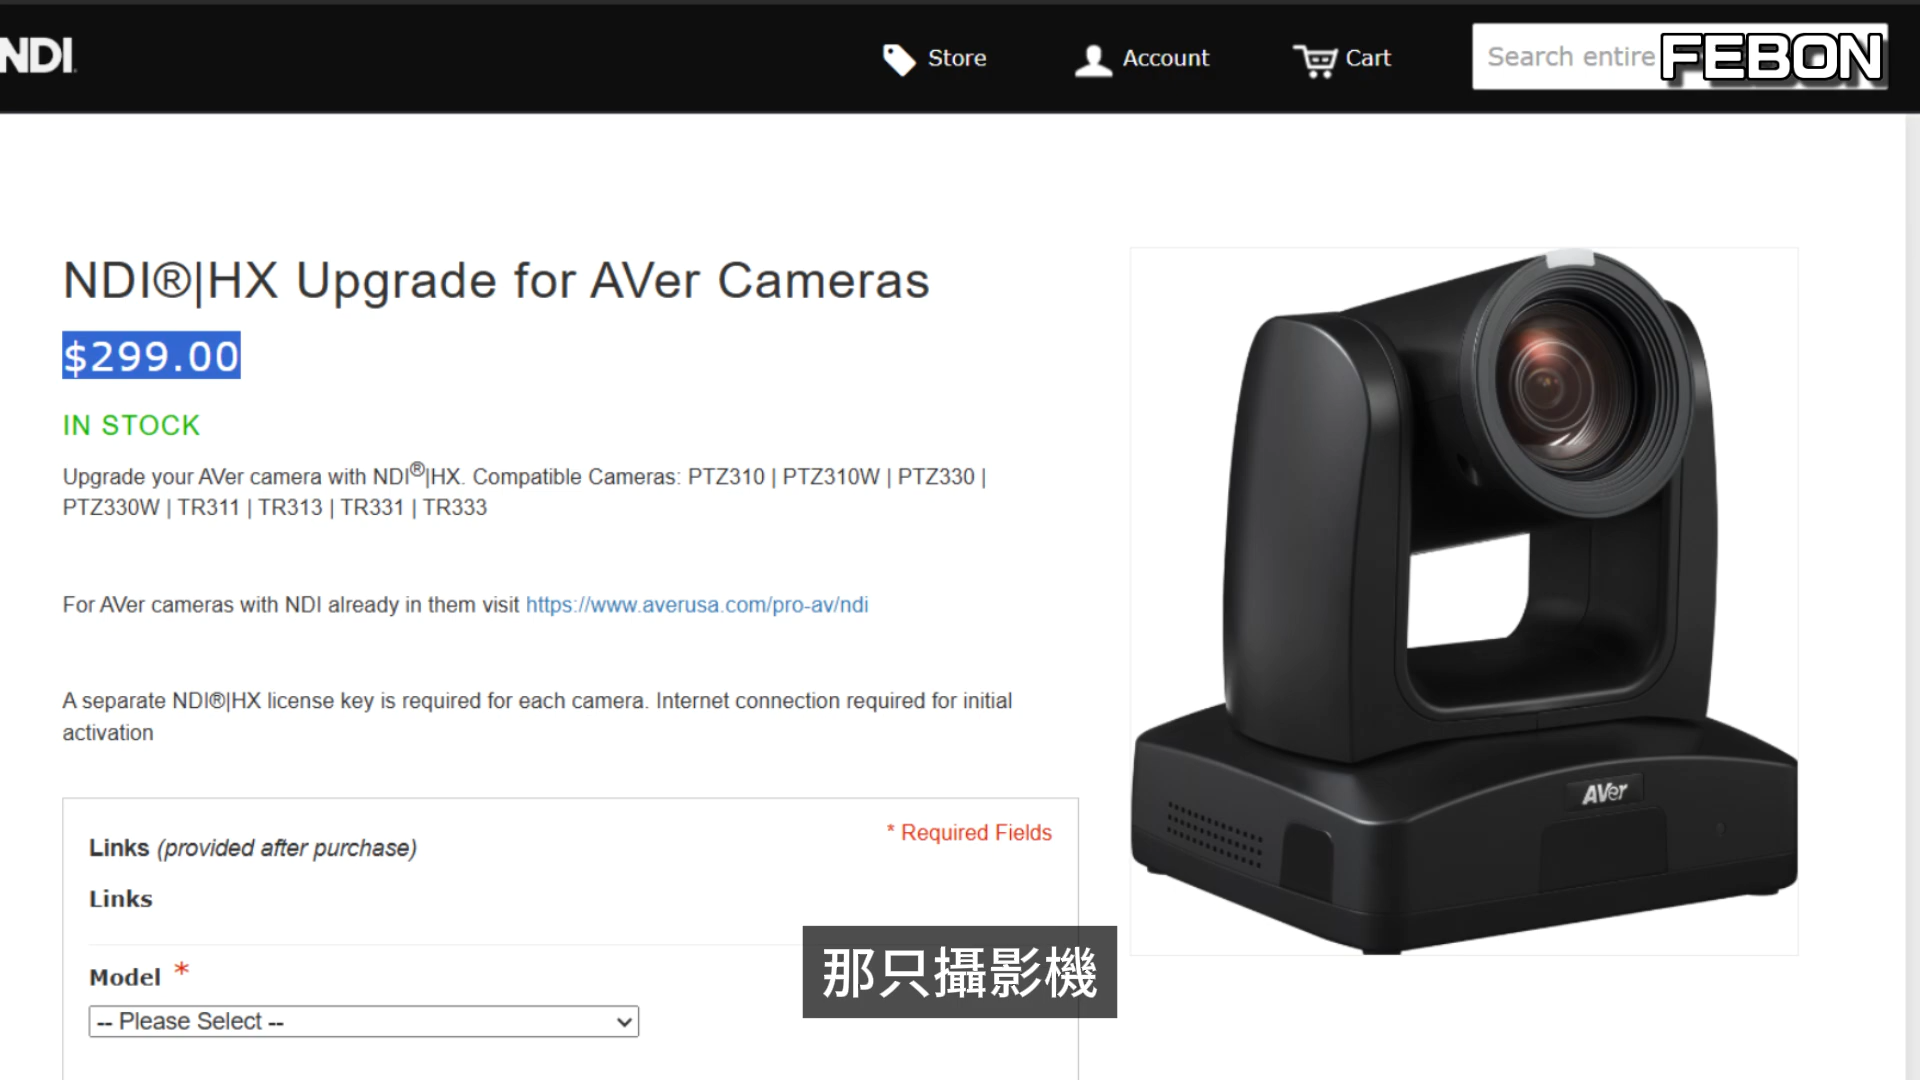 NDI
Store
Account
Cart
Search entire
FEBON
NDI®|HX Upgrade for AVer Cameras
$299.00
IN STOCK
Upgrade your AVer camera with NDI®|HX. Compatible Cameras: PTZ310 | PTZ310W | PTZ330 |
PTZ330W | TR311 | TR313 | TR331 | TR333
For AVer cameras with NDI already in them visit https://www.averusa.com/pro-av/ndi
A separate NDI®|HX license key is required for each camera. Internet connection required for initial
activation
* Required Fields
Links (provided after purchase)
Links
Model *
-- Please Select --
AVer
那只攝影機